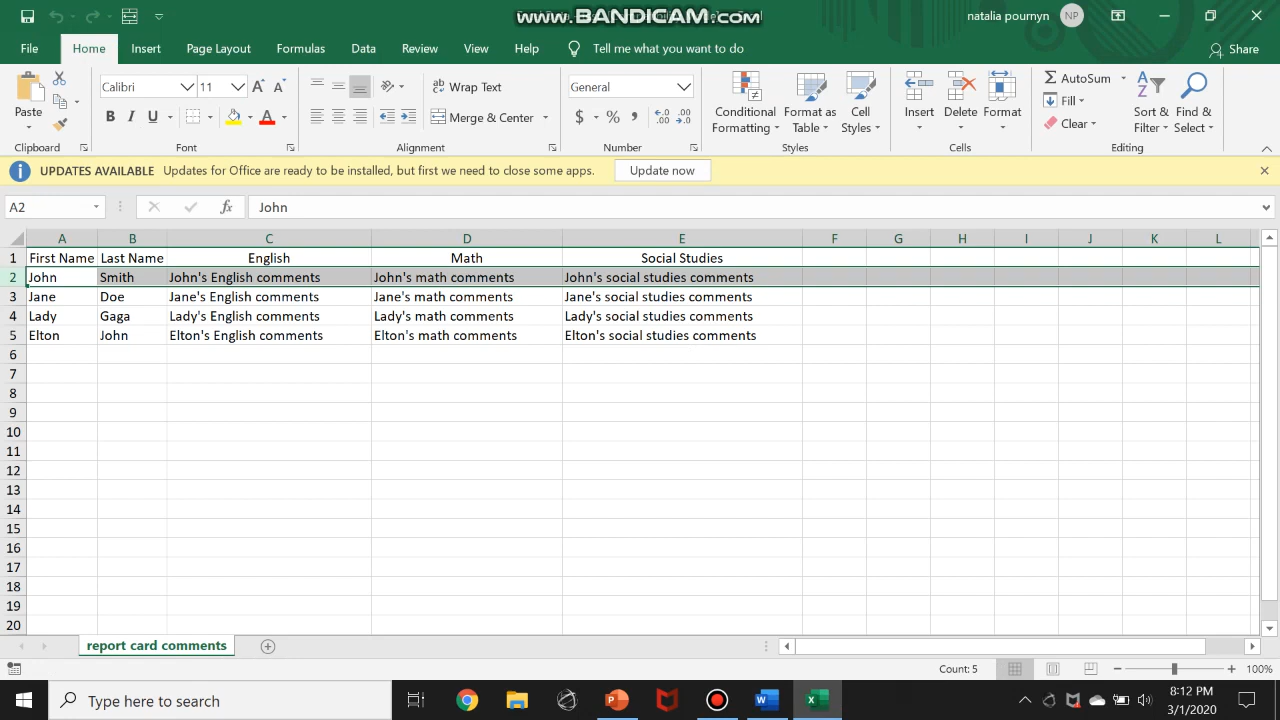 www.BANDICAM.com
natalia pournyn NP
File Home Insert Page Layout Formulas Data Review View Help Tell me what you want to do Share
Calibri 11 Wrap Text General AutoSum
Paste B I U Merge & Center $ % , Conditional Formatting Format as Table Cell Styles Insert Delete Format Fill Clear Sort & Filter Find & Select
Clipboard Font Alignment Number Styles Cells Editing
UPDATES AVAILABLE Updates for Office are ready to be installed, but first we need to close some apps. Update now
A2 fx John
A B C D E F G H I J K L
1 First Name Last Name English Math Social Studies
2 John Smith John's English comments John's math comments John's social studies comments
3 Jane Doe Jane's English comments Jane's math comments Jane's social studies comments
4 Lady Gaga Lady's English comments Lady's math comments Lady's social studies comments
5 Elton John Elton's English comments Elton's math comments Elton's social studies comments
6
7
8
9
10
11
12
13
14
15
16
17
18
19
20
report card comments
Count: 5 100%
Type here to search 8:12 PM
3/1/2020